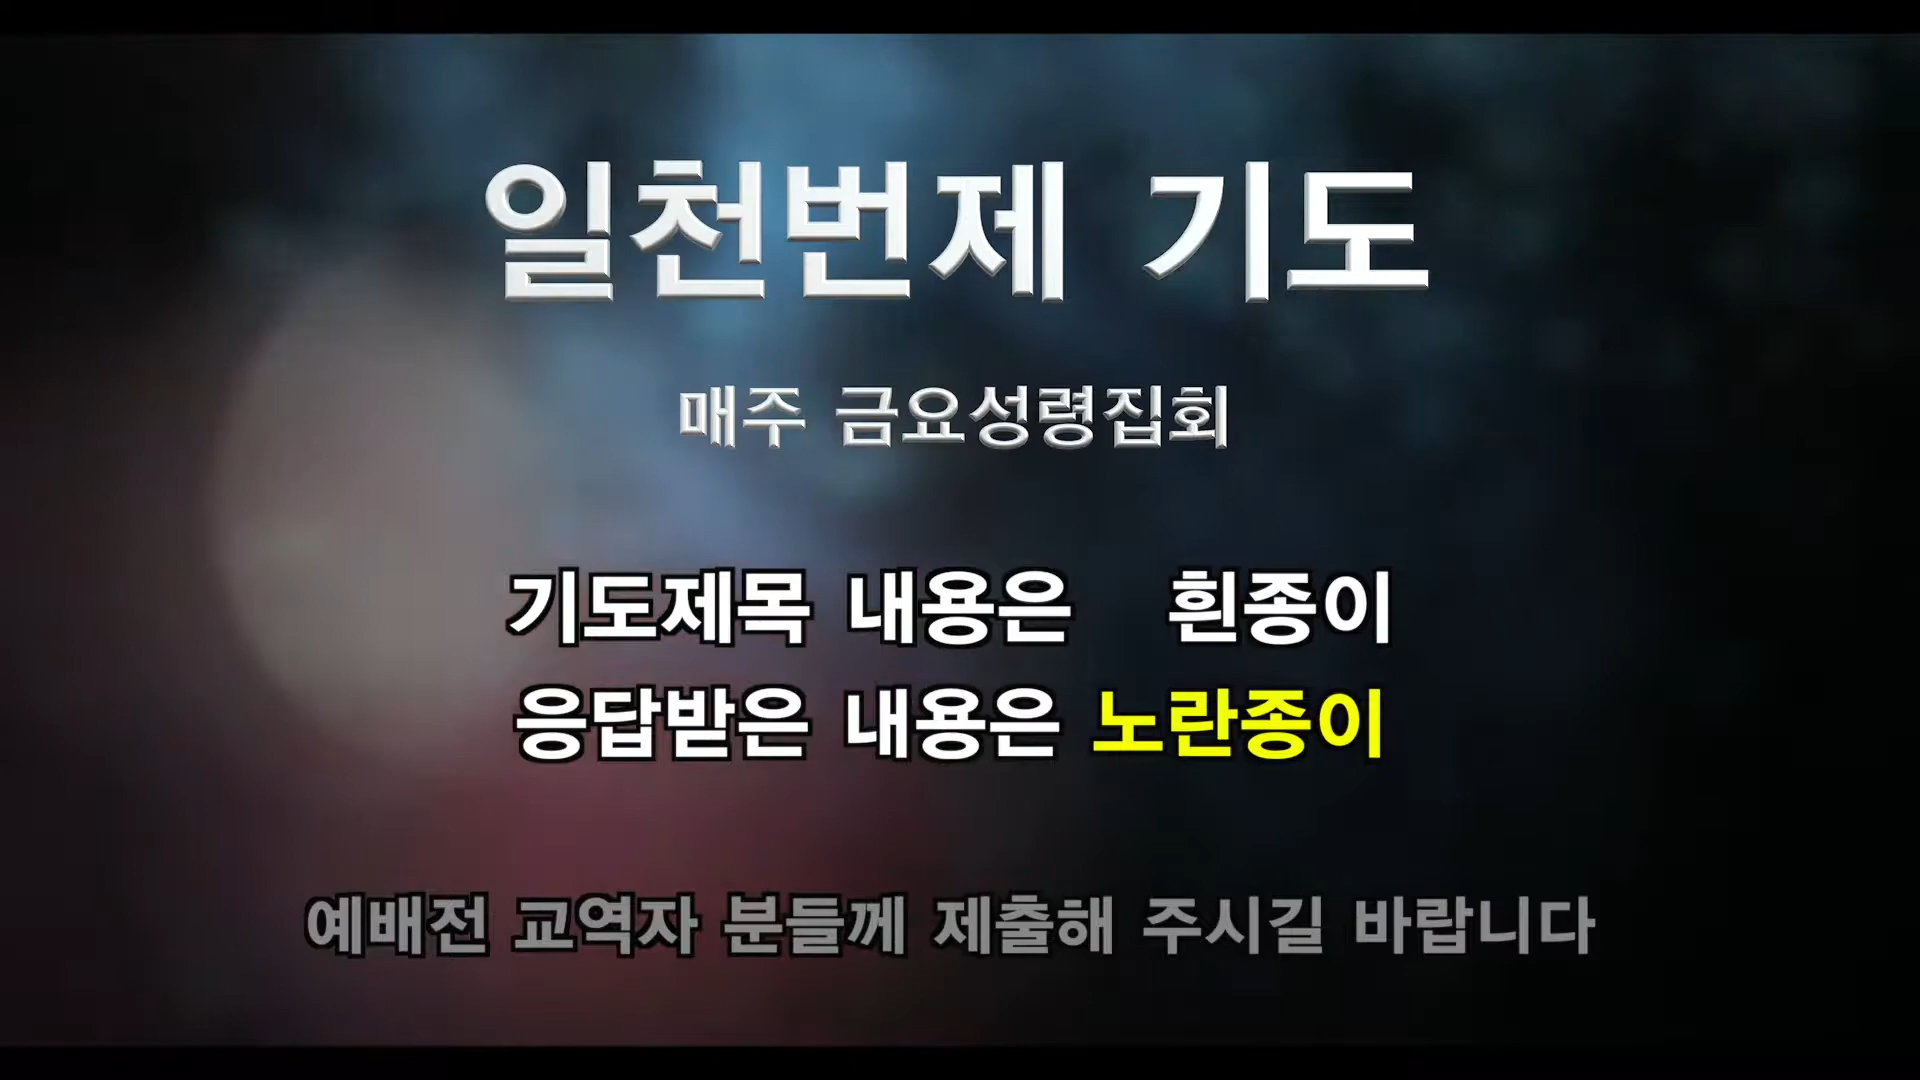 일천번제 기도
매주 금요성령집회
기도제목 내용은 흰종이
응답받은 내용은 노란종이
예배전 교역자 분들께 제출해 주시길 바랍니다